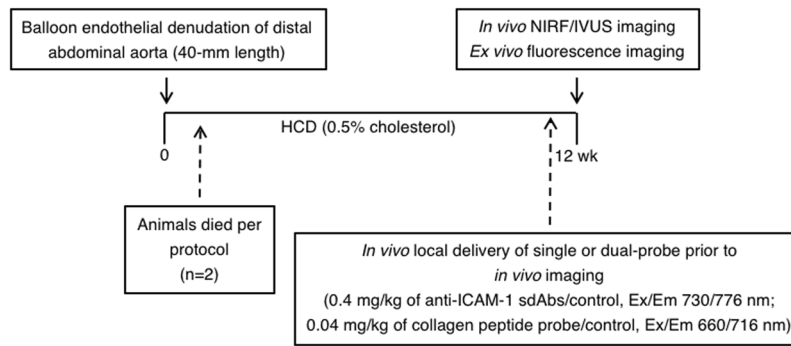 Balloon endothelial denudation of distal
abdominal aorta (40-mm length)
In vivo NIRF/IVUS imaging
Ex vivo fluorescence imaging
HCD (0.5% cholesterol)
0
12 wk
Animals died per
protocol
(n=2)
In vivo local delivery of single or dual-probe prior to
in vivo imaging
(0.4 mg/kg of anti-ICAM-1 sdAbs/control, Ex/Em 730/776 nm;
0.04 mg/kg of collagen peptide probe/control, Ex/Em 660/716 nm)